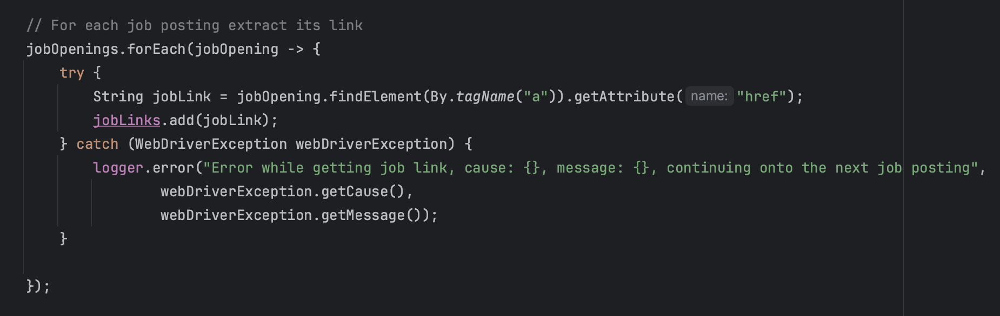 // For each job posting extract its link
jobOpenings.forEach(jobOpening -> {
try {
String jobLink = jobOpening.findElement(By.tagName("a")).getAttribute( name: "href");
jobLinks.add(jobLink);
} catch (WebDriverException webDriverException) {
logger.error("Error while getting job link, cause: {}, message: {}, continuing onto the next job posting",
webDriverException.getCause(),
webDriverException.getMessage());
}
});